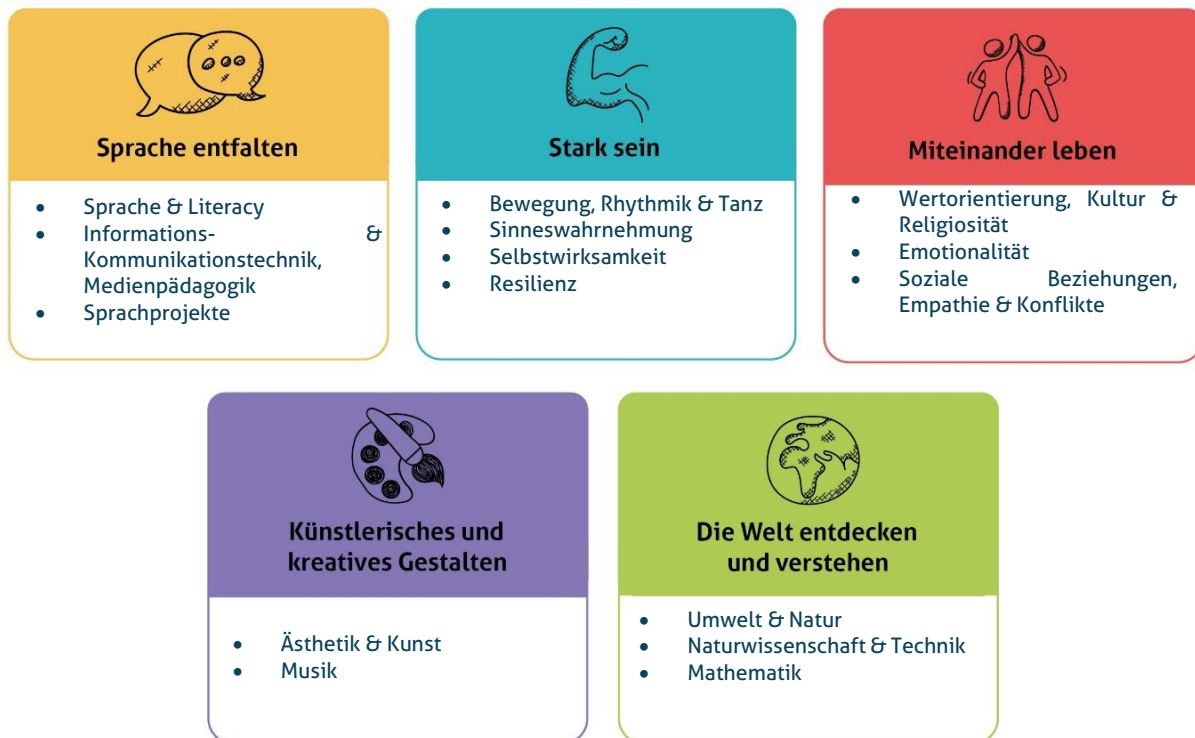 Sprache entfalten
• Sprache & Literacy
• Informations- &
Kommunikationstechnik,
Medienpädagogik
• Sprachprojekte
Stark sein
• Bewegung, Rhythmik & Tanz
• Sinneswahrnehmung
• Selbstwirksamkeit
• Resilienz
Miteinander leben
• Wertorientierung, Kultur &
Religiosität
• Emotionalität
• Soziale Beziehungen,
Empathie & Konflikte
Künstlerisches und
kreatives Gestalten
• Ästhetik & Kunst
• Musik
Die Welt entdecken
und verstehen
• Umwelt & Natur
• Naturwissenschaft & Technik
• Mathematik